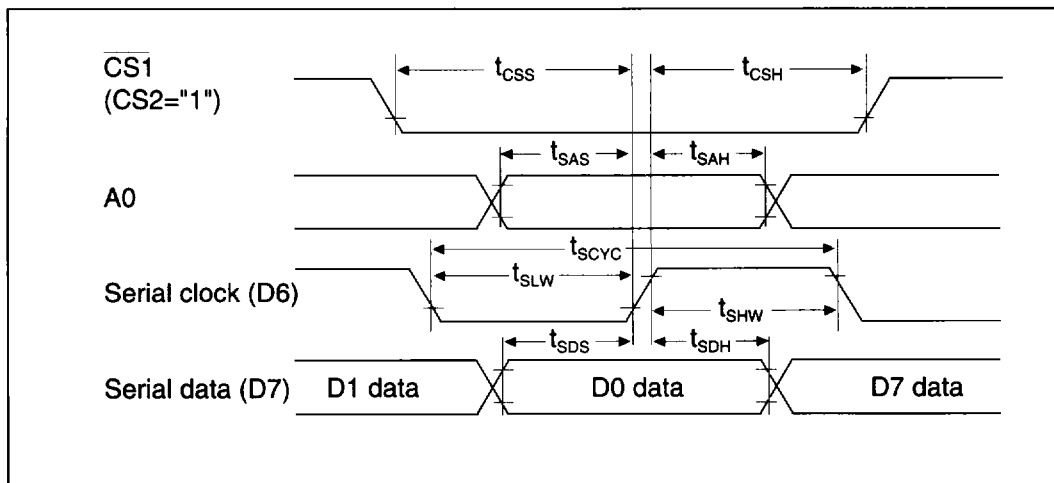 CS1
(CS2="1")
tCSS
tCSH
A0
tSAS
tSAH
tSCYC
Serial clock (D6)
tSLW
tSHW
Serial data (D7)
tSDS
tSDH
D1 data
D0 data
D7 data